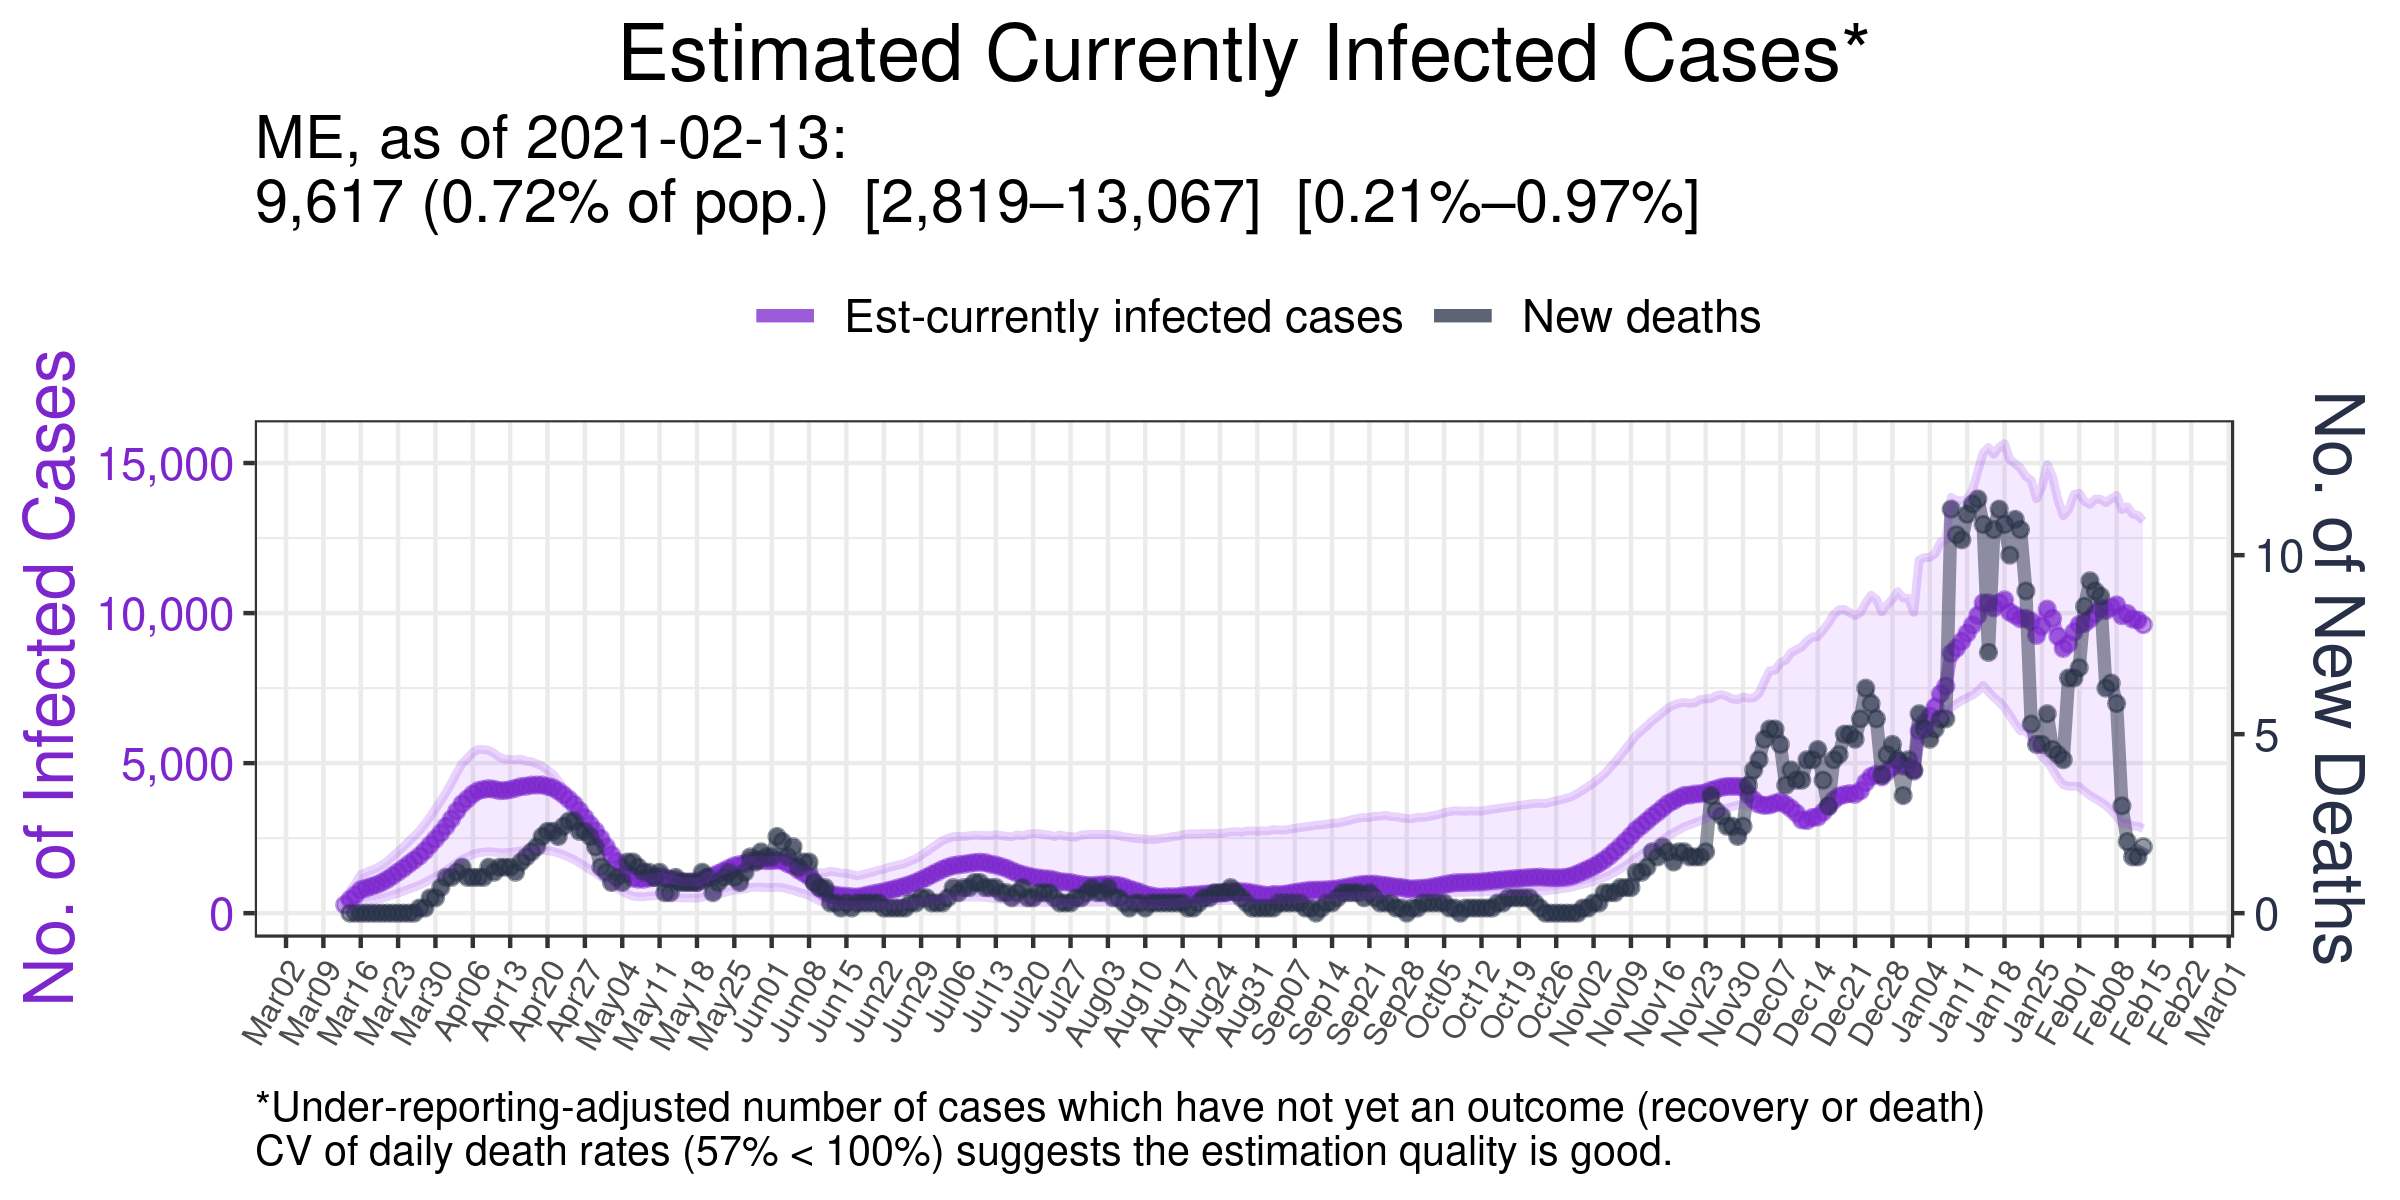 Estimated Currently Infected Cases*
ME, as of 2021-02-13:
9,617 (0.72% of pop.) [2,819–13,067] [0.21%–0.97%]
Est-currently infected cases
New deaths
No. of Infected Cases
15,000
10,000
5,000
0
10
5
0
No. of New Deaths
Mar02
Mar09
Mar16
Mar23
Mar30
Apr06
Apr13
Apr20
Apr27
May04
May11
May18
May25
Jun01
Jun08
Jun15
Jun22
Jun29
Jul06
Jul13
Jul20
Jul27
Aug03
Aug10
Aug17
Aug24
Aug31
Sep07
Sep14
Sep21
Sep28
Oct05
Oct12
Oct19
Oct26
Nov02
Nov09
Nov16
Nov23
Nov30
Dec07
Dec14
Dec21
Dec28
Jan04
Jan11
Jan18
Jan25
Feb01
Feb08
Feb15
Feb22
Mar01
*Under-reporting-adjusted number of cases which have not yet an outcome (recovery or death)
CV of daily death rates (57% < 100%) suggests the estimation quality is good.